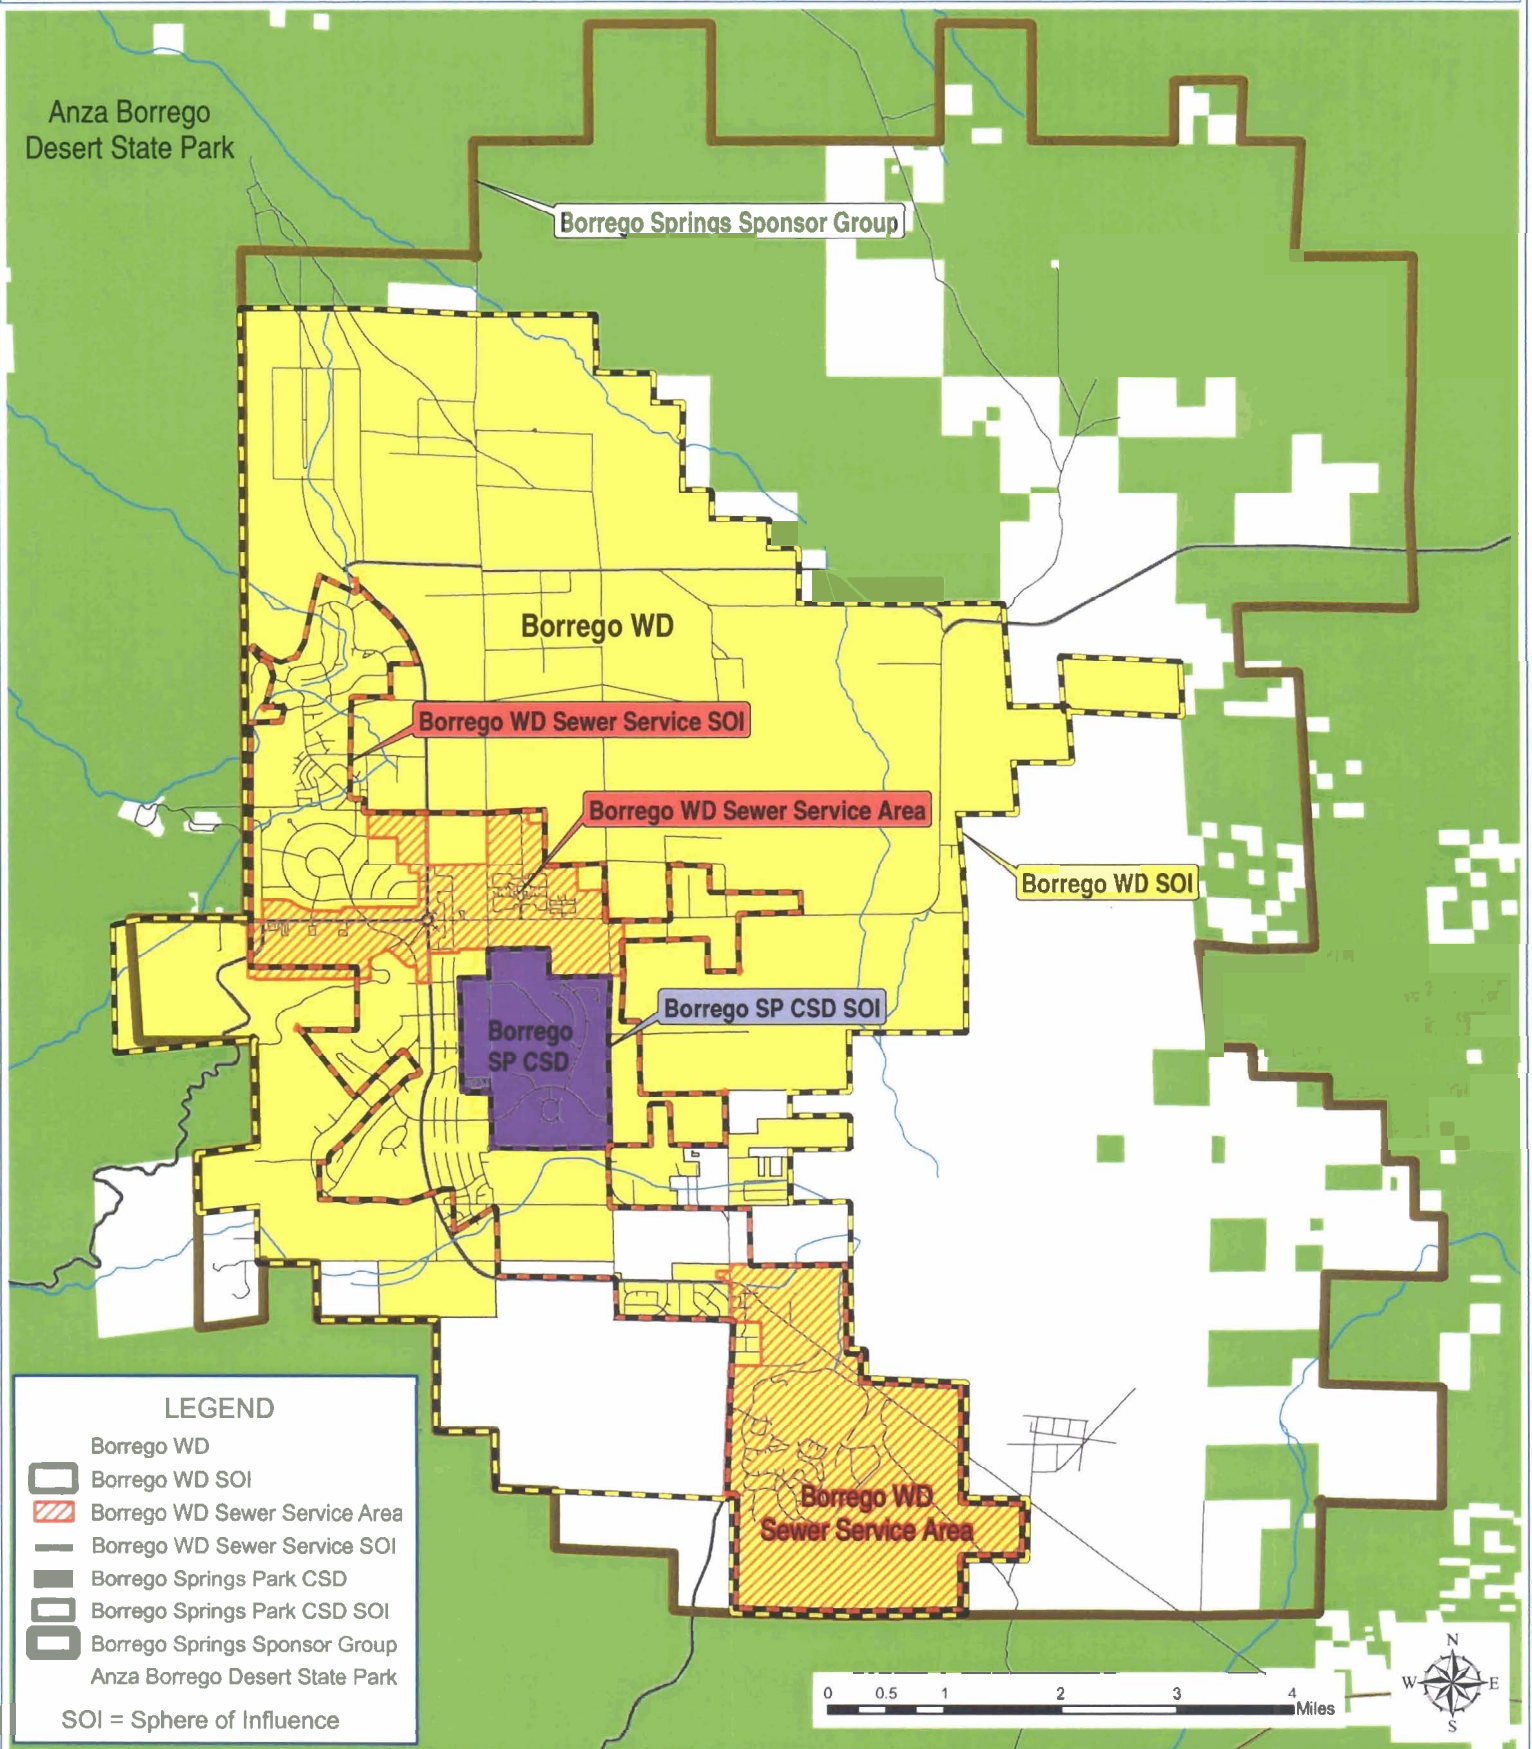 Anza Borrego
Desert State Park
Borrego Springs Sponsor Group
Borrego WD
Borrego WD Sewer Service SOI
Borrego WD Sewer Service Area
Borrego WD SOI
Borrego SP CSD SOI
Borrego
SP CSD
Borrego WD
Sewer Service Area
LEGEND
Borrego WD
Borrego WD SOI
Borrego WD Sewer Service Area
Borrego WD Sewer Service SOI
Borrego Springs Park CSD
Borrego Springs Park CSD SOI
Borrego Springs Sponsor Group
Anza Borrego Desert State Park
SOI = Sphere of Influence
0 0.5 1 2 3 4
Miles
N
W E
S